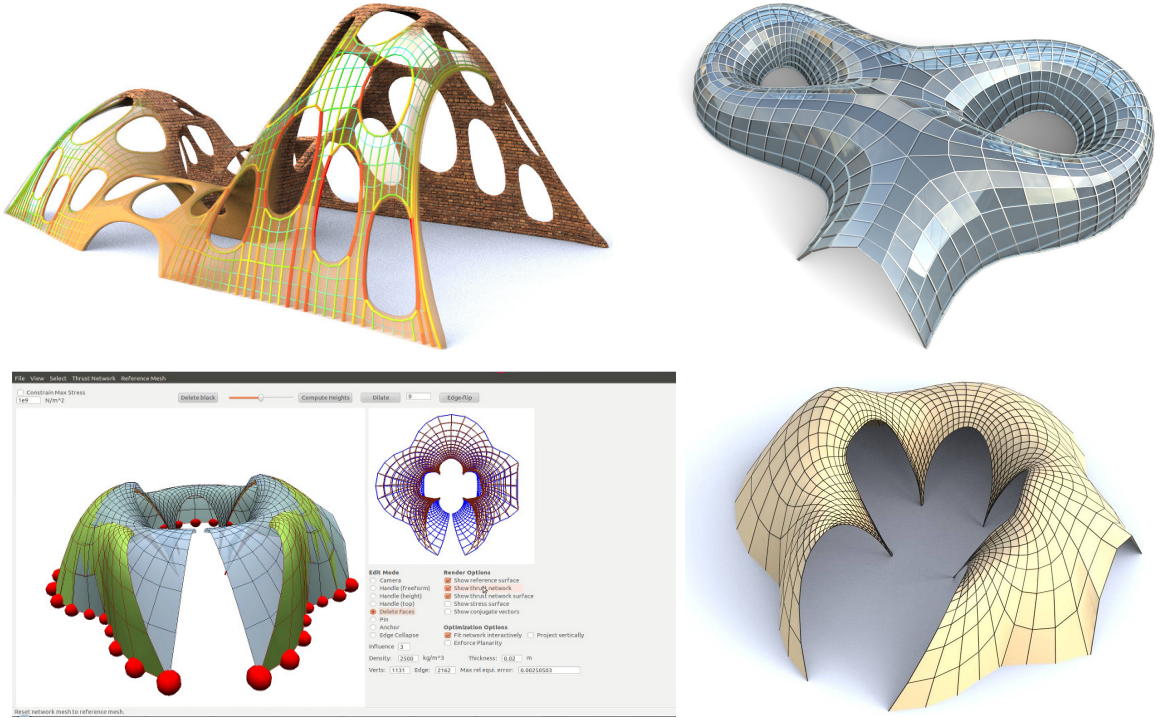 File View Select Thrust Network Reference Mesh
Constrain Max Stress
1e9 N/m^2
Delete black
Compute Heights
Dilate
0
Edge-flip
Edit Mode
Camera
Handle (freeform)
Handle (height)
Handle (top)
Delete Faces
Pin
Anchor
Edge Collapse
Render Options
Show reference surface
Show thrust network
Show thrust network surface
Show stress surface
Show conjugate vectors
Optimization Options
Fit network interactively Project vertically
Enforce Planarity
Influence 3
Density: 2500 kg/m^3 Thickness: 0.02 m
Verts: 1131 Edge: 2162 Max rel equi. error: 0.00250503
Reset network mesh to reference mesh.